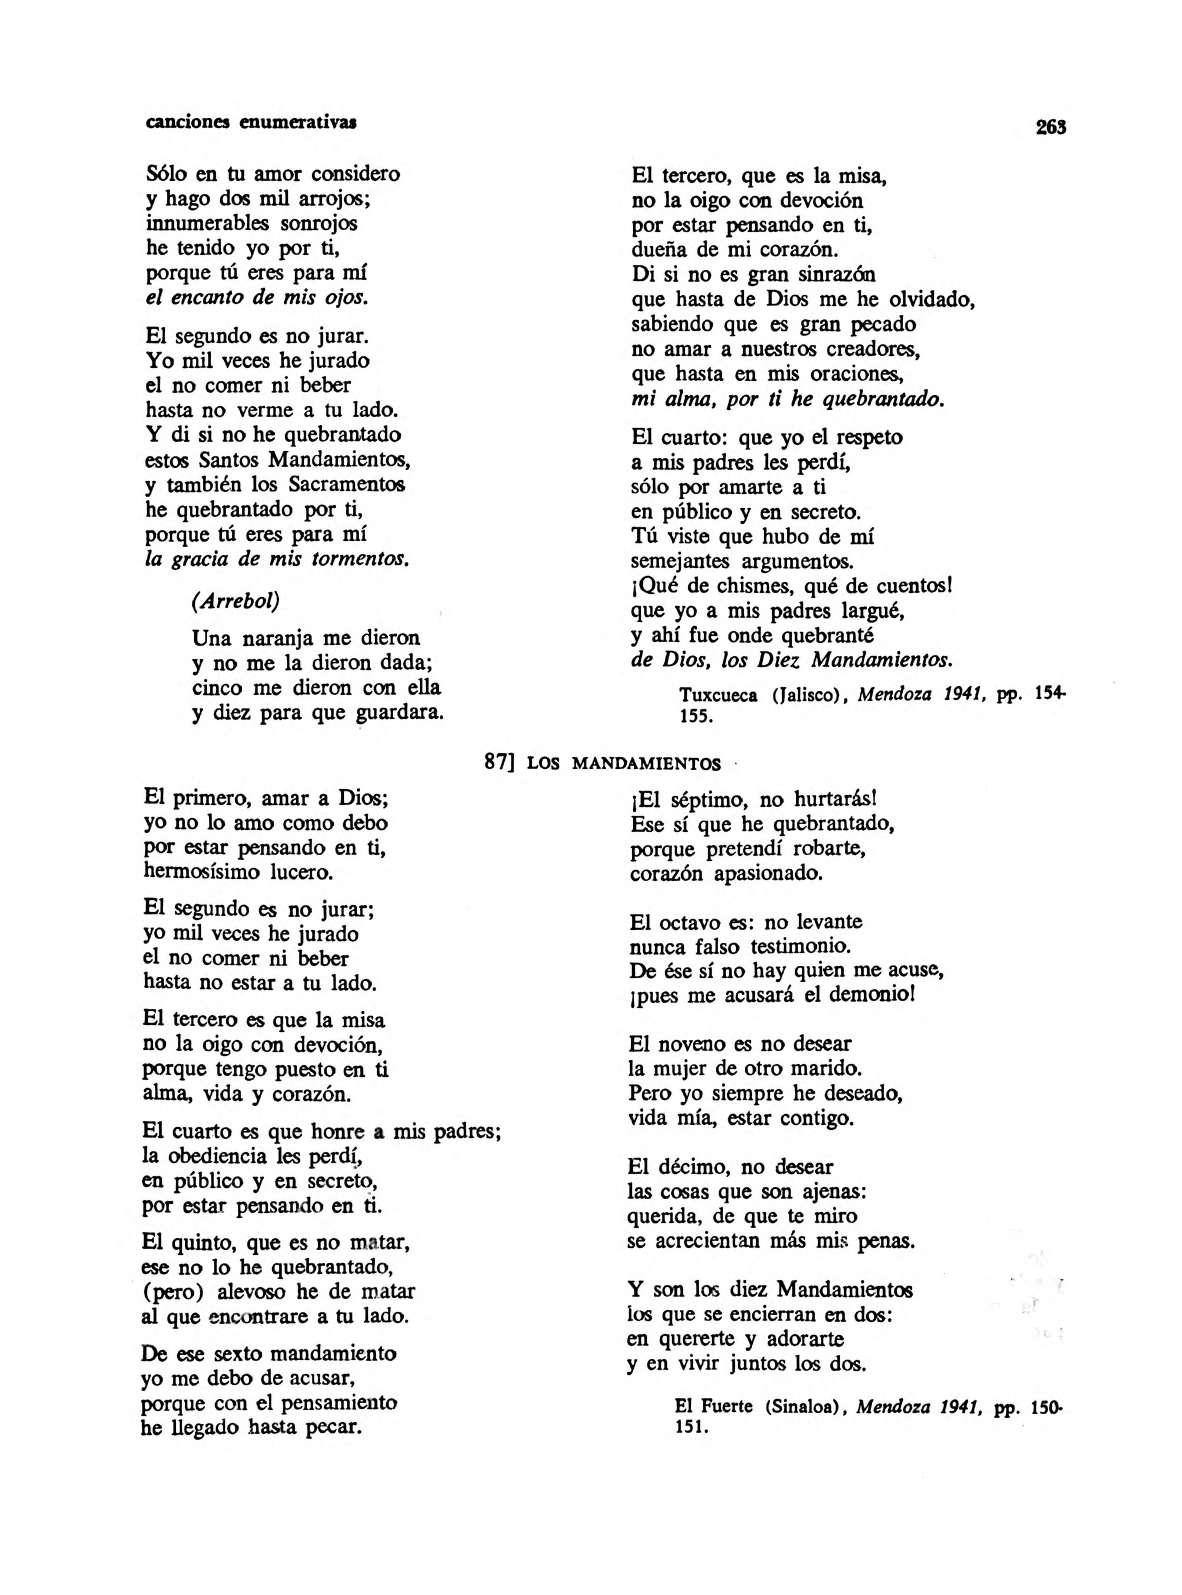 canciones enumerativas
263
Sólo en tu amor considero
y hago dos mil arrojos;
innumerables sonrojos
he tenido yo por ti,
porque tú eres para mí
el encanto de mis ojos.
El segundo es no jurar.
Yo mil veces he jurado
el no comer ni beber
hasta no verme a tu lado.
Y di si no he quebrantado
estos Santos Mandamientos,
y también los Sacramentos
he quebrantado por ti,
porque tú eres para mí
la gracia de mis tormentos.
(Arrebol)
Una naranja me dieron
y no me la dieron dada;
cinco me dieron con ella
y diez para que guardara.
El tercero, que es la misa,
no la oigo con devoción
por estar pensando en ti,
dueña de mi corazón.
Di si no es gran sinrazón
que hasta de Dios me he olvidado,
sabiendo que es gran pecado
no amar a nuestros creadores,
que hasta en mis oraciones,
mi alma, por ti he quebrantado.
El cuarto: que yo el respeto
a mis padres les perdí,
sólo por amarte a ti
en público y en secreto.
Tú viste que hubo de mí
semejantes argumentos.
¡Qué de chismes, qué de cuentos!
que yo a mis padres largué,
y ahí fue onde quebranté
de Dios, los Diez Mandamientos.
Tuxcueca (Jalisco), Mendoza 1941, pp. 154-
155.
87] LOS MANDAMIENTOS
El primero, amar a Dios;
yo no lo amo como debo
por estar pensando en ti,
hermosísimo lucero.
El segundo es no jurar;
yo mil veces he jurado
el no comer ni beber
hasta no estar a tu lado.
El tercero es que la misa
no la oigo con devoción,
porque tengo puesto en ti
alma, vida y corazón.
El cuarto es que honre a mis padres;
la obediencia les perdí,
en público y en secreto,
por estar pensando en ti.
El quinto, que es no matar,
ese no lo he quebrantado,
(pero) alevoso he de matar
al que encontrare a tu lado.
De ese sexto mandamiento
yo me debo de acusar,
porque con el pensamiento
he llegado hasta pecar.
¡El séptimo, no hurtarás!
Ese sí que he quebrantado,
porque pretendí robarte,
corazón apasionado.
El octavo es: no levante
nunca falso testimonio.
De ése sí no hay quien me acuse,
¡pues me acusará el demonio!
El noveno es no desear
la mujer de otro marido.
Pero yo siempre he deseado,
vida mía, estar contigo.
El décimo, no desear
las cosas que son ajenas:
querida, de que te miro
se acrecientan más mis penas.
Y son los diez Mandamientos
los que se encierran en dos:
en quererte y adorarte
y en vivir juntos los dos.
El Fuerte (Sinaloa), Mendoza 1941, pp. 150-
151.